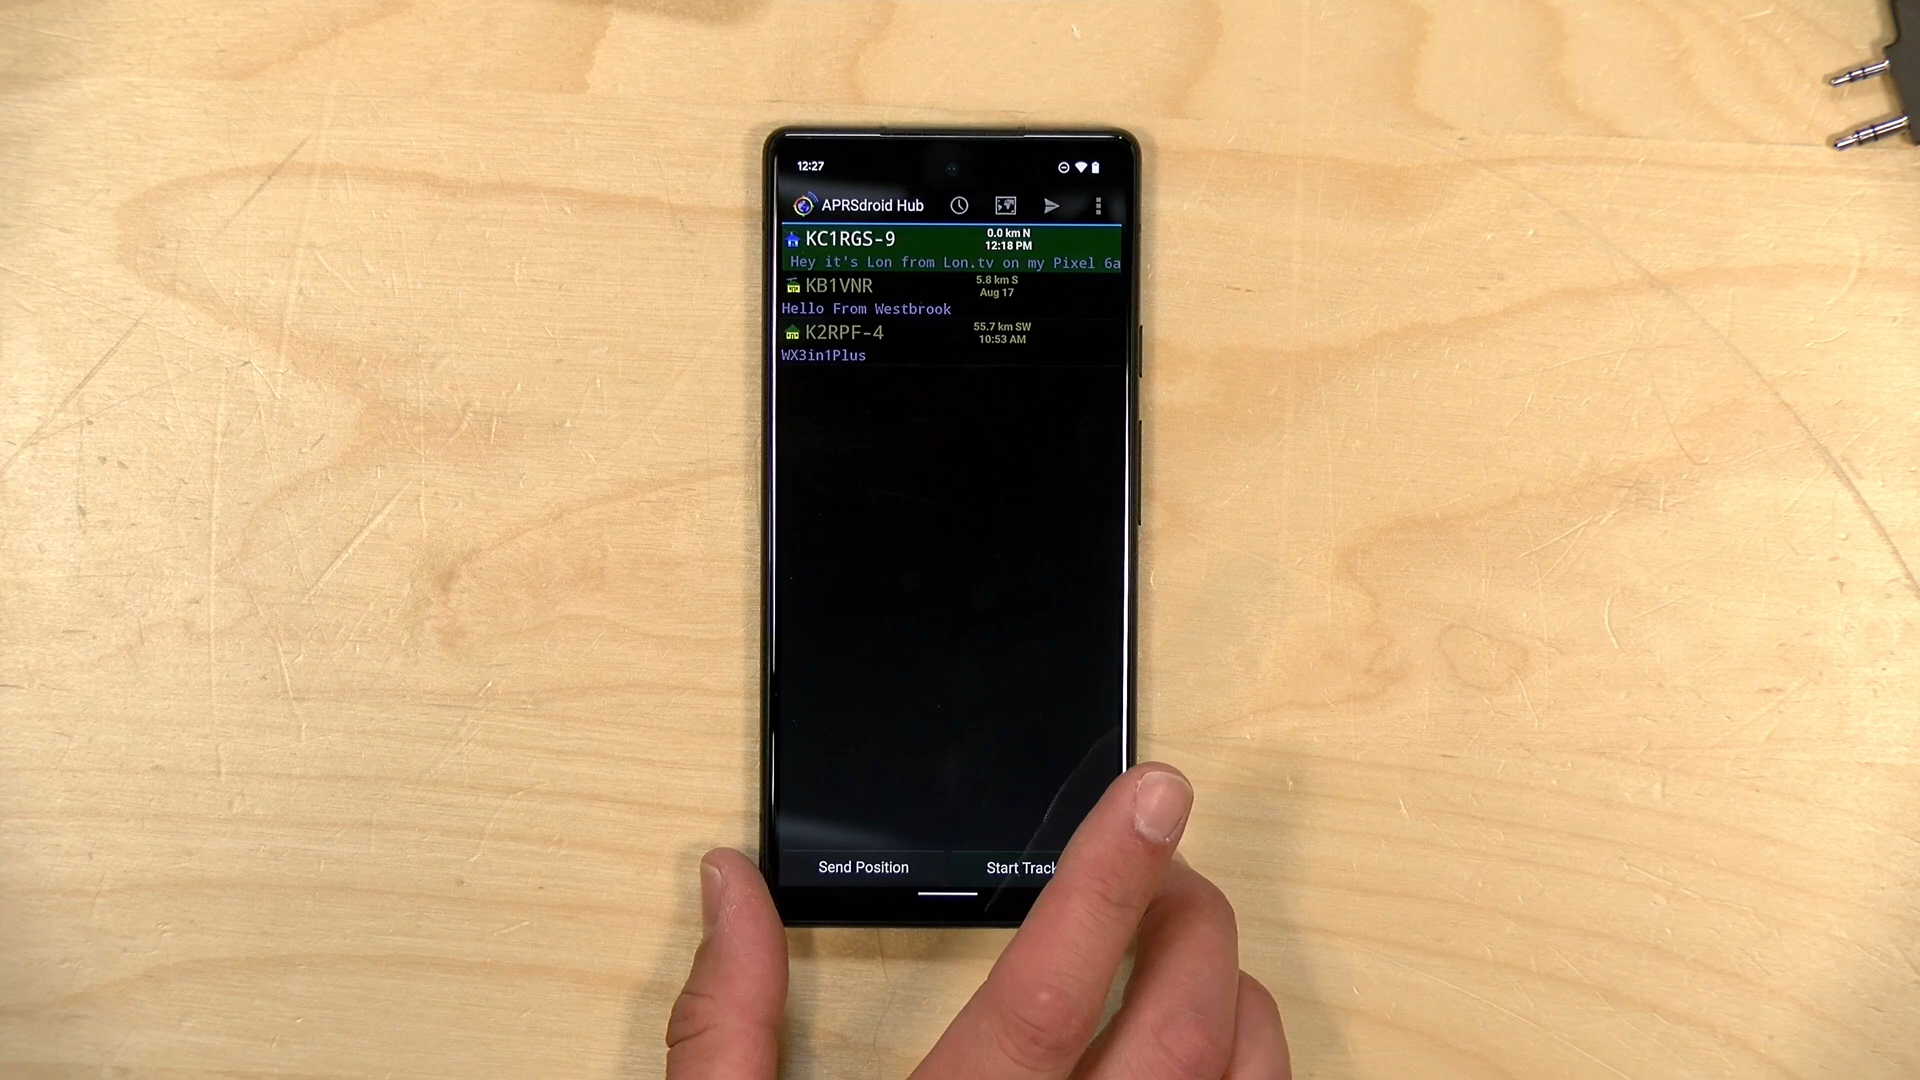 12:27
APRSdroid Hub
KC1RGS-9
0.0 km N
12:18 PM
Hey it's Lon from Lon.tv on my Pixel 6a
KB1VNR
5.8 km S
Aug 17
Hello From Westbrook
K2RPF-4
55.7 km SW
10:53 AM
WX3in1Plus
Send Position
Start Track